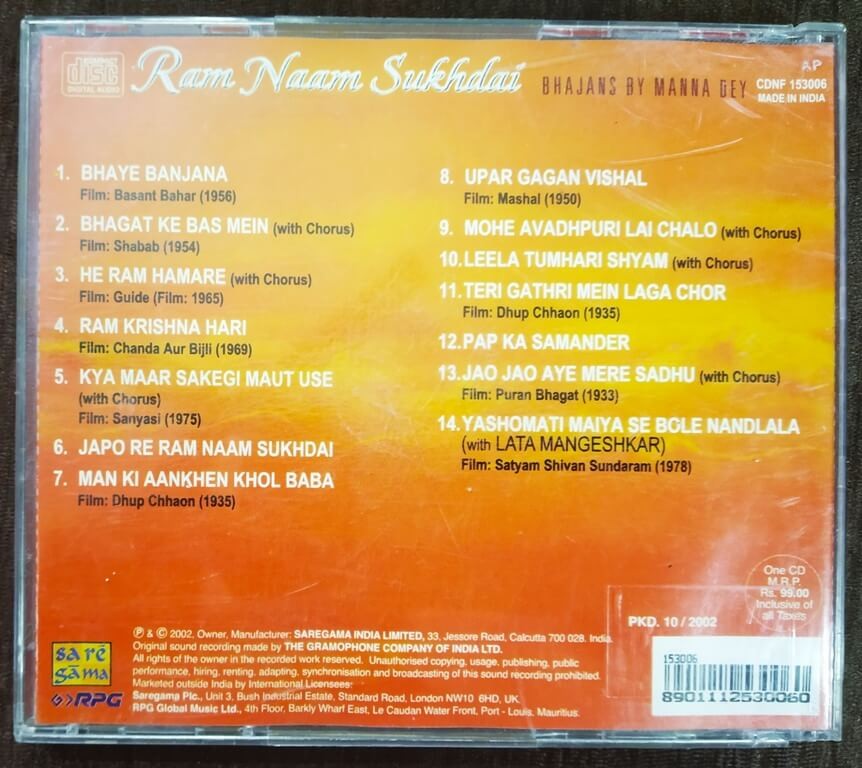 COMPACT
disc
DIGITAL AUDIO
Ram Naam Sukhdai
BHAJANS BY MANNA DEY
AP
CDNF 153006
MADE IN INDIA
1. BHAYE BANJANA
Film: Basant Bahar (1956)
2. BHAGAT KE BAS MEIN (with Chorus)
Film: Shabab (1954)
3. HE RAM HAMARE (with Chorus)
Film: Guide (Film: 1965)
4. RAM KRISHNA HARI
Film: Chanda Aur Bijli (1969)
5. KYA MAAR SAKEGI MAUT USE
(with Chorus)
Film: Sanyasi (1975)
6. JAPO RE RAM NAAM SUKHDAI
7. MAN KI AANKHEN KHOL BABA
Film: Dhup Chhaon (1935)
8. UPAR GAGAN VISHAL
Film: Mashal (1950)
9. MOHE AVADHPURI LAI CHALO (with Chorus)
10. LEELA TUMHARI SHYAM (with Chorus)
11. TERI GATHRI MEIN LAGA CHOR
Film: Dhup Chhaon (1935)
12. PAP KA SAMANDER
13. JAO JAO AYE MERE SADHU (with Chorus)
Film: Puran Bhagat (1933)
14. YASHOMATI MAIYA SE BOLE NANDLALA
(with LATA MANGESHKAR)
Film: Satyam Shivan Sundaram (1978)
One CD
M.R.P.
Rs. 99.00
Inclusive of
all Taxes
PKD. 10 / 2002
153006
8901112530060
sa rē
gāma
RPG
℗ & © 2002, Owner, Manufacturer: SAREGAMA INDIA LIMITED, 33, Jessore Road, Calcutta 700 028. India.
Original sound recording made by THE GRAMOPHONE COMPANY OF INDIA LTD.
All rights of the owner in the recorded work reserved. Unauthorised copying, usage, publishing, public
performance, hiring, renting, adapting, synchronisation and broadcasting of this sound recording prohibited.
Marketed outside India by International Licensees:
Saregama Plc., Unit 3, Bush Industrial Estate, Standard Road, London NW10 6HD, UK.
RPG Global Music Ltd., 4th Floor, Barkly Wharf East, Le Caudan Water Front, Port - Louis, Mauritius.